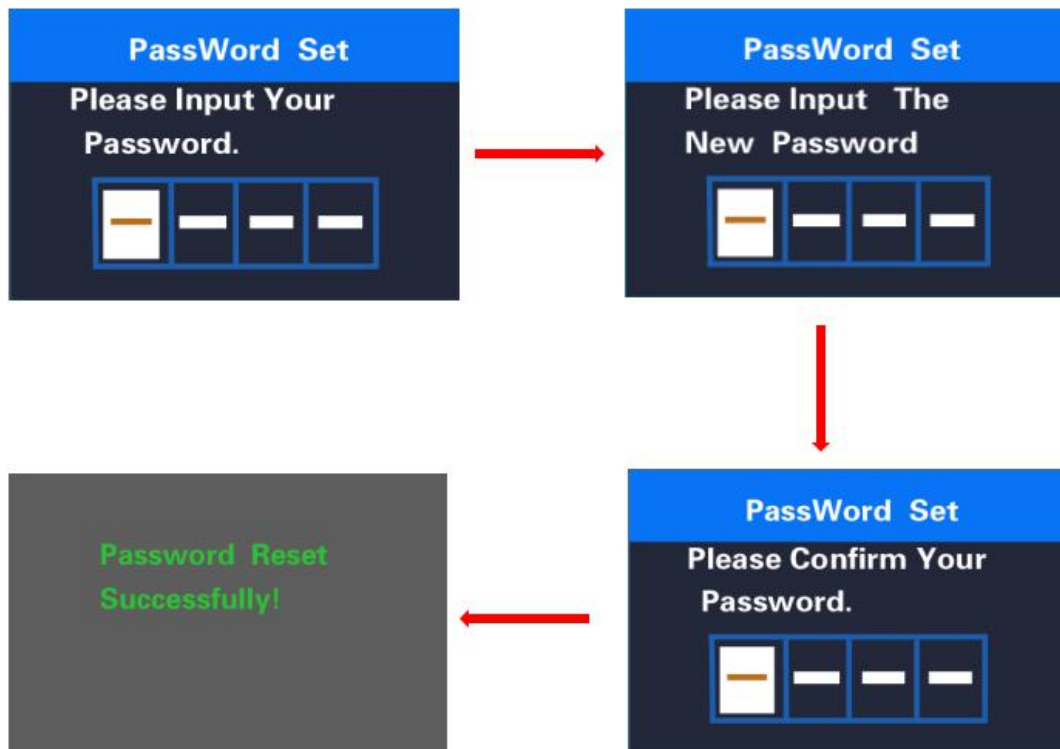 PassWord Set
Please Input Your
Password.
PassWord Set
Please Input The
New Password
PassWord Set
Please Confirm Your
Password.
Password Reset
Successfully!